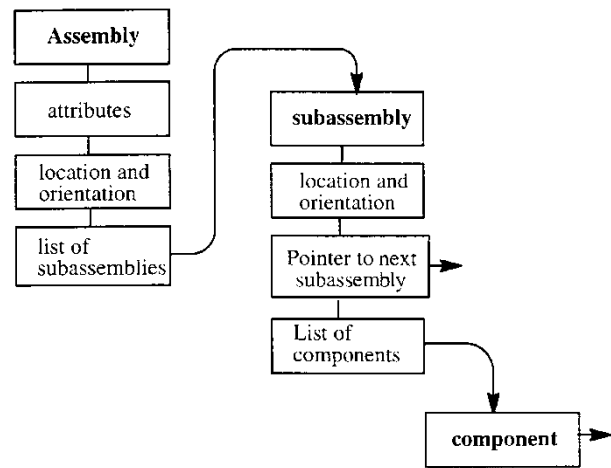 Assembly
attributes
location and
orientation
list of
subassemblies
subassembly
location and
orientation
Pointer to next
subassembly
List of
components
component